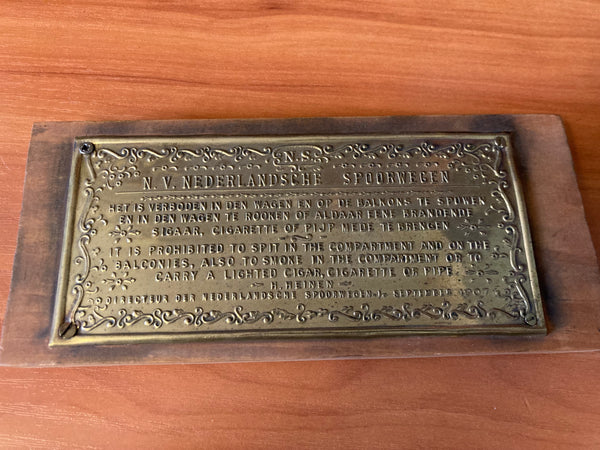 N.S.
N.V. NEDERLANDSCHE SPOORWEGEN
HET IS VERBODEN IN DEN WAGEN EN OP DE BALKONS TE SPUWEN
EN IN DEN WAGEN TE ROOKEN OF ALDAAR EENE BRANDENDE
SIGAAR, CIGARETTE OF PIJP MEDE TE BRENGEN
IT IS PROHIBITED TO SPIT IN THE COMPARTMENT AND ON THE
BALCONIES, ALSO TO SMOKE IN THE COMPARTMENT OR TO
CARRY A LIGHTED CIGAR, CIGARETTE OR PIPE
H. HEINEN
DIRECTEUR DER NEDERLANDSCHE SPOORWEGEN SEPTEMBER 1907